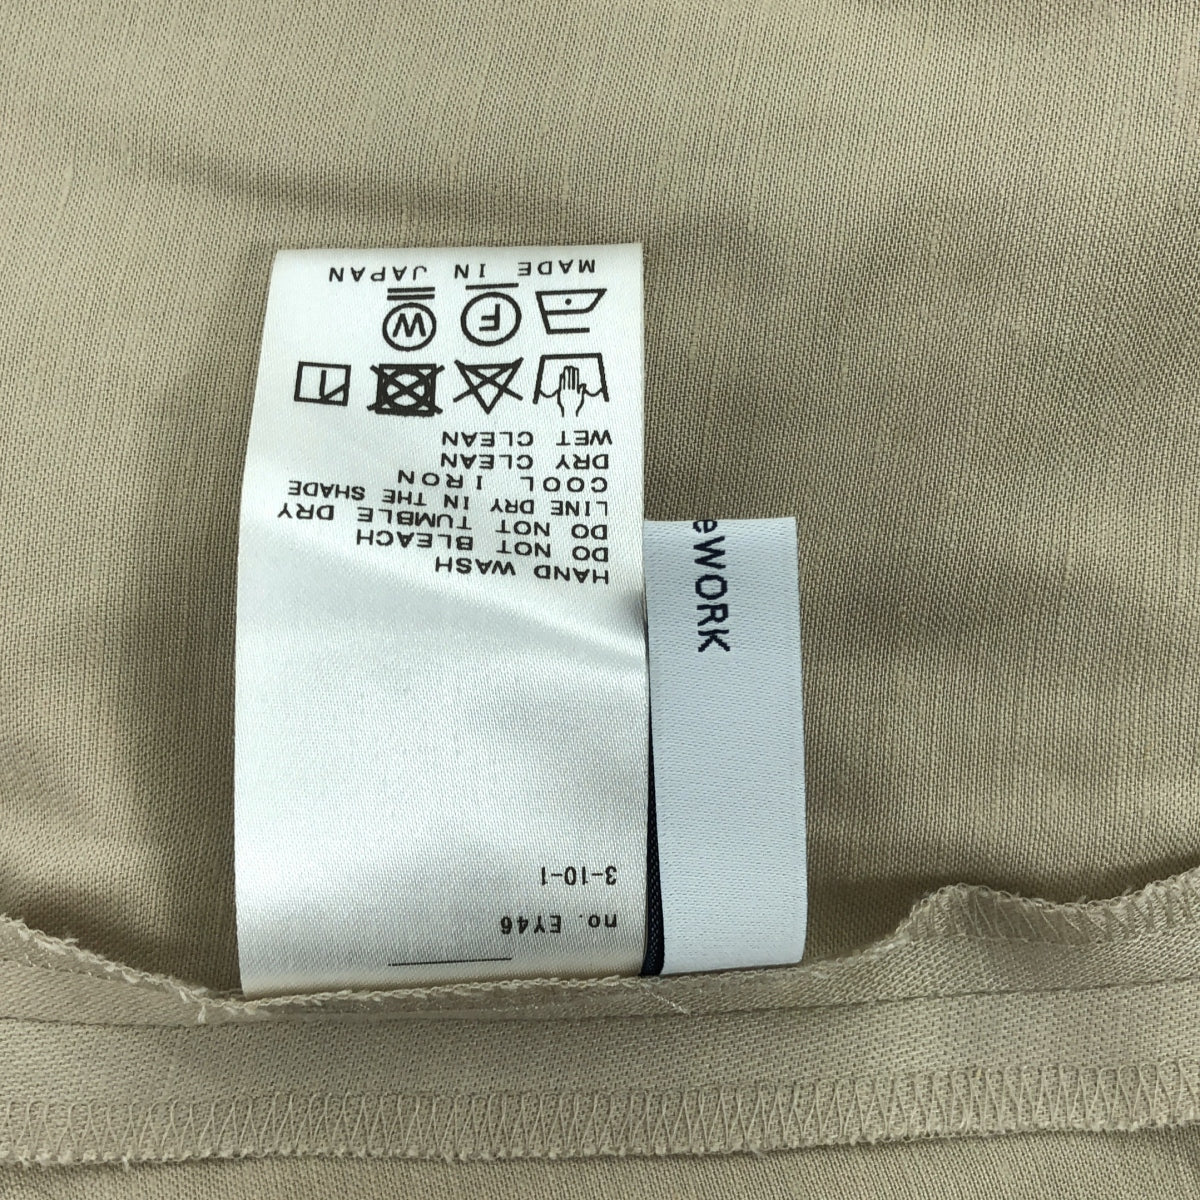 no. EY46
3-10-1
HAND WASH
DO NOT BLEACH
DO NOT TUMBLE DRY
LINE DRY IN THE SHADE
COOL IRON
DRY CLEAN
WET CLEAN
F W
MADE IN JAPAN
eWORK